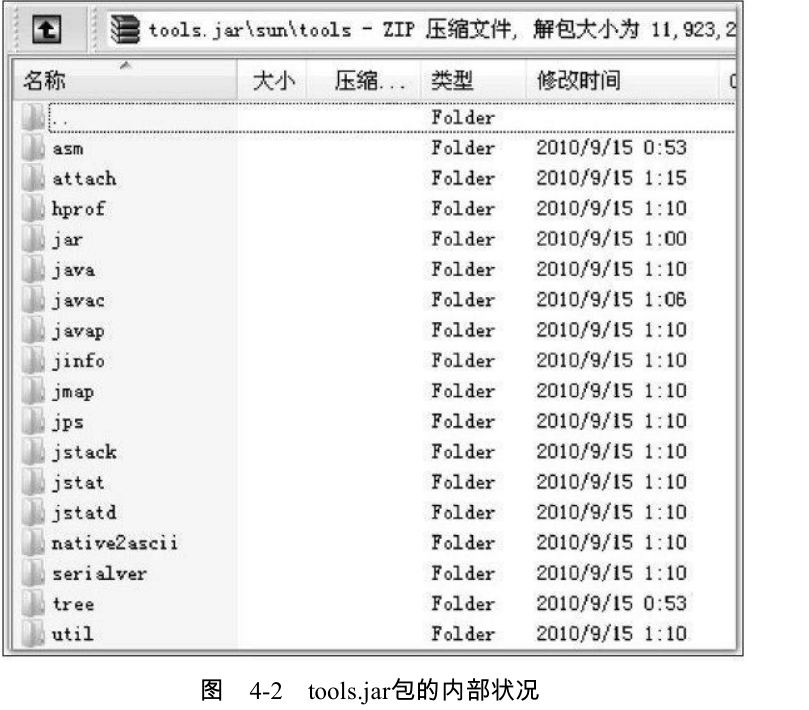 tools.jar\sun\tools - ZIP 压缩文件, 解包大小为 11,923,2
名称 大小 压缩... 类型 修改时间
.. Folder
asm Folder 2010/9/15 0:53
attach Folder 2010/9/15 1:15
hprof Folder 2010/9/15 1:10
jar Folder 2010/9/15 1:00
java Folder 2010/9/15 1:10
javac Folder 2010/9/15 1:06
javap Folder 2010/9/15 1:10
jinfo Folder 2010/9/15 1:10
jmap Folder 2010/9/15 1:10
jps Folder 2010/9/15 1:10
jstack Folder 2010/9/15 1:10
jstat Folder 2010/9/15 1:10
jstatd Folder 2010/9/15 1:10
native2ascii Folder 2010/9/15 1:10
serialver Folder 2010/9/15 1:10
tree Folder 2010/9/15 0:53
util Folder 2010/9/15 1:10
图 4-2 tools.jar包的内部状况